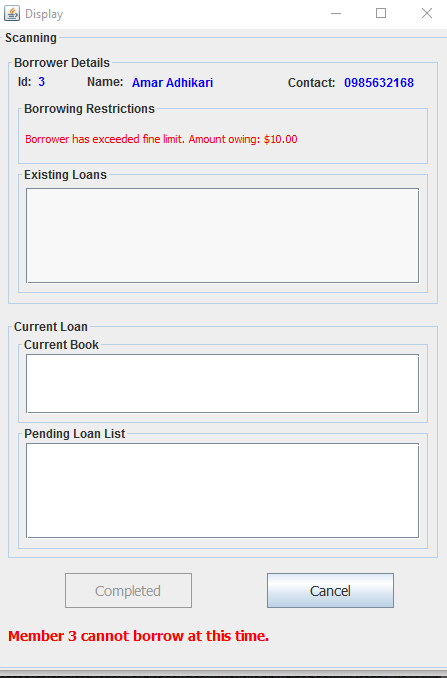 Display
Scanning
Borrower Details
Id: 3 Name: Amar Adhikari Contact: 0985632168
Borrowing Restrictions
Borrower has exceeded fine limit. Amount owing: $10.00
Existing Loans
Current Loan
Current Book
Pending Loan List
Completed Cancel
Member 3 cannot borrow at this time.